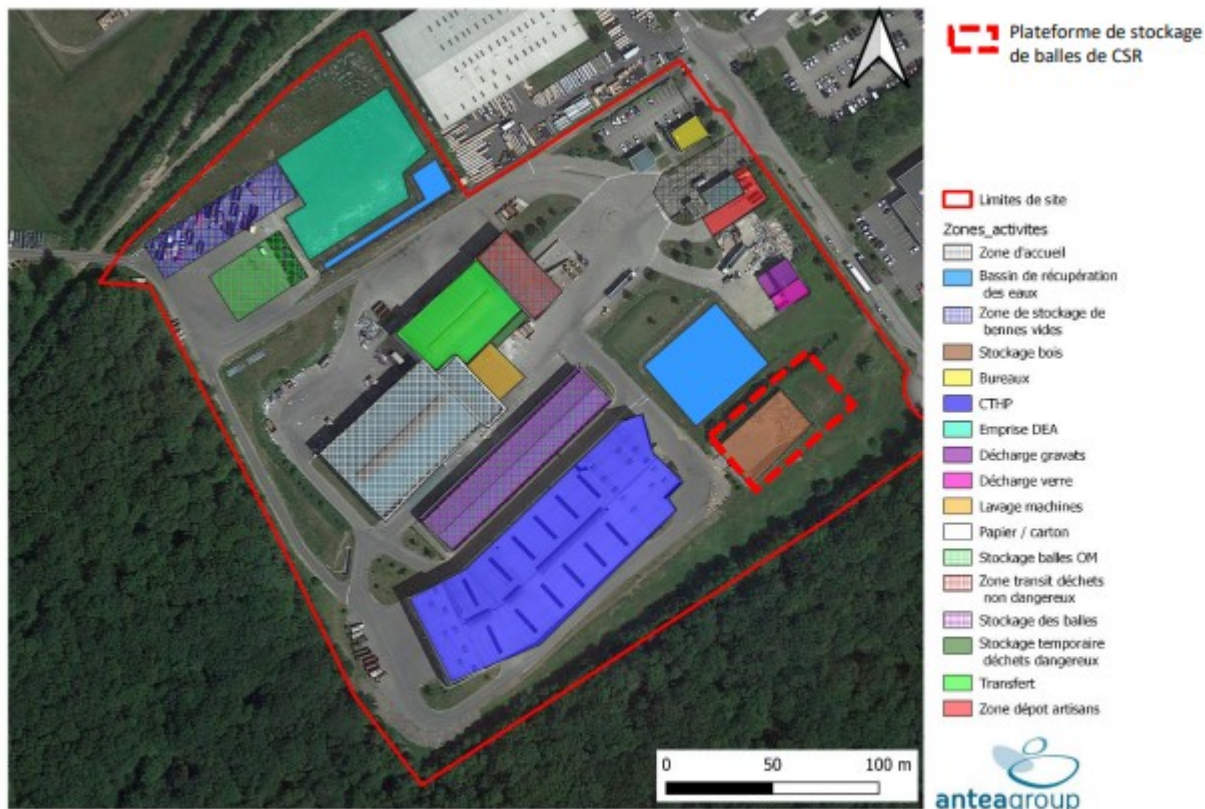 Plateforme de stockage
de balles de CSR
Limites de site
Zones_activites
Zone d'accueil
Bassin de récupération
des eaux
Zone de stockage de
bennes vides
Stockage bois
Bureaux
CTHP
Emprise DEA
Décharge gravats
Décharge verre
Lavage machines
Papier / carton
Stockage balles OM
Zone transit déchets
non dangereux
Stockage des balles
Stockage temporaire
déchets dangereux
Transfert
Zone dépot artisans
0 50 100 m
anteagroup